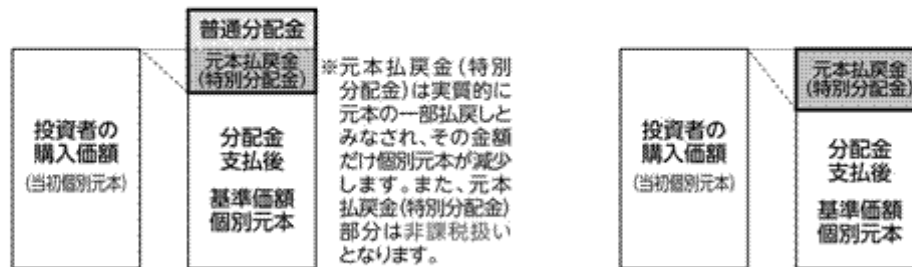 普通分配金
元本払戻金
(特別分配金)
投資者の
購入価額
(当初個別元本)
分配金
支払後
基準価額
個別元本
※元本払戻金(特別
分配金)は実質的に
元本の一部払戻しと
みなされ、その金額
だけ個別元本が減少
します。また、元本
払戻金(特別分配金)
部分は非課税扱い
となります。
投資者の
購入価額
(当初個別元本)
元本払戻金
(特別分配金)
分配金
支払後
基準価額
個別元本